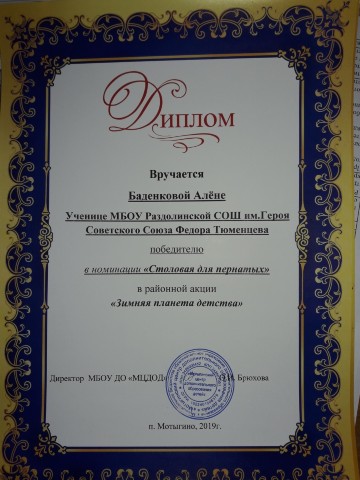 Диплом
Вручается
Баденковой Алёне
Ученице МБОУ Раздолинской СОШ им.Героя
Советского Союза Федора Тюменцева
победителю
в номинации «Столовая для пернатых»
в районной акции
«Зимняя планета детства»
Директор МБОУ ДО «МЦДОД» Брюхова
п. Мотыгино, 2019г.